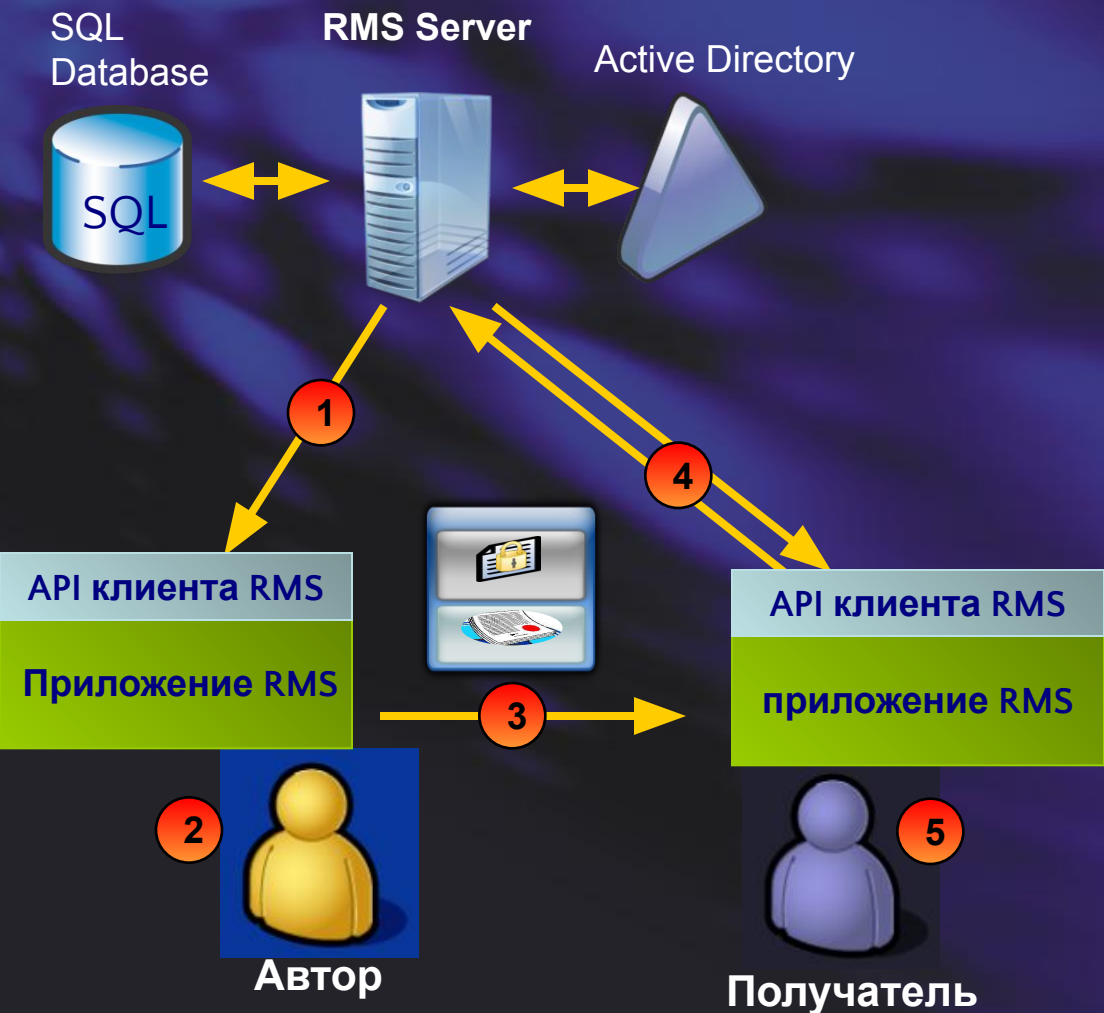 SQL
Database
RMS Server
Active Directory
SQL
1
4
API клиента RMS
Приложение RMS
API клиента RMS
приложение RMS
3
2
5
Автор
Получатель